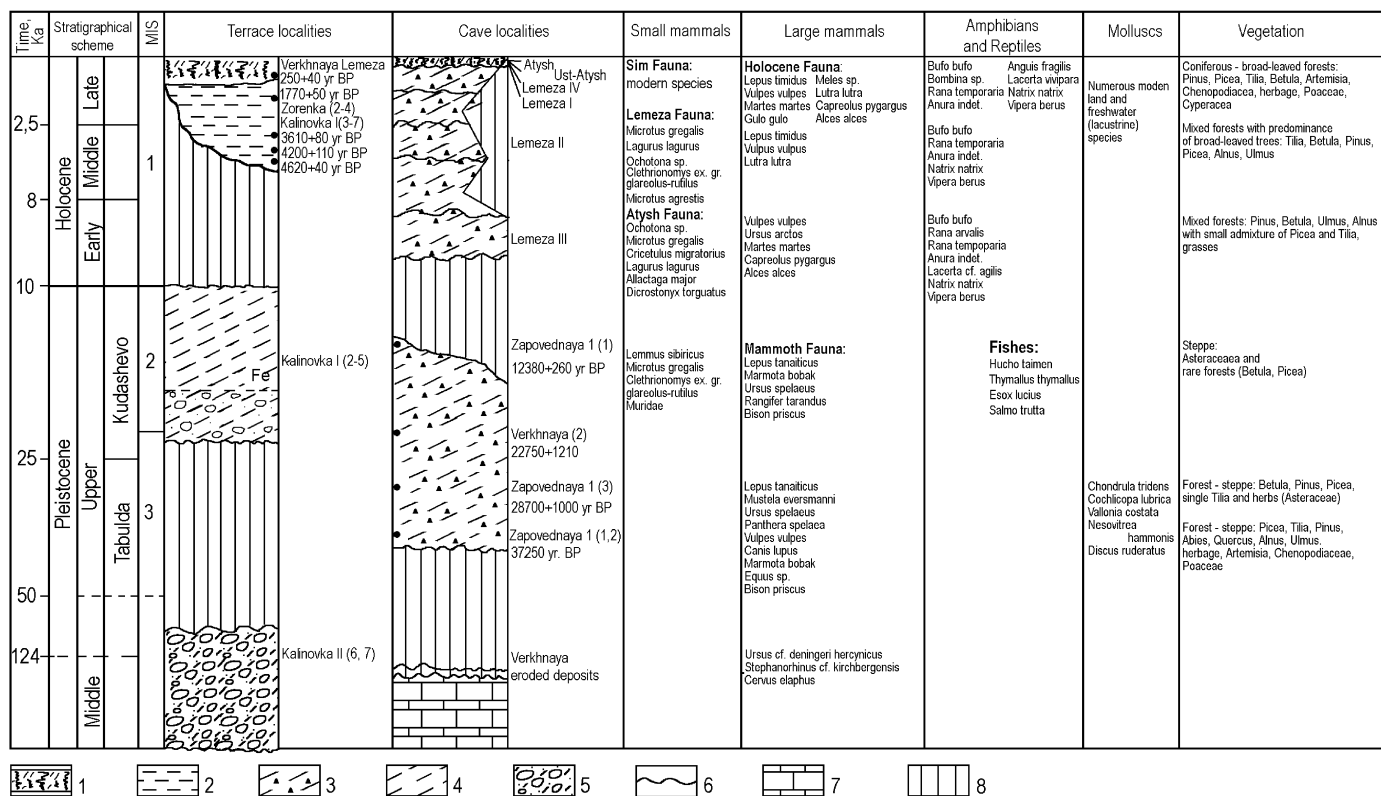 Time, Ka
Stratigraphical scheme
MIS
Terrace localities
Cave localities
Small mammals
Large mammals
Amphibians
and Reptiles
Molluscs
Vegetation
2,5
8
10
25
50
124
Holocene
Pleistocene
Late
Middle
Early
Upper
Middle
Kudashevo
Tabulda
1
2
3
Verkhnaya Lemeza
250+40 yr BP
1770+50 yr BP
Zorenka (2-4)
Kalinovka I(3-7)
3610+80 yr BP
4200+110 yr BP
4620+40 yr BP
Kalinovka I (2-5)
Fe
Kalinovka II (6, 7)
Atysh
Ust-Atysh
Lemeza IV
Lemeza I
Lemeza II
Lemeza III
Zapovednaya 1 (1)
12380+260 yr BP
Verkhnaya (2)
22750+1210
Zapovednaya 1 (3)
28700+1000 yr BP
Zapovednaya 1 (1,2)
37250 yr. BP
Verkhnaya
eroded deposits
Sim Fauna:
modern species
Lemeza Fauna:
Microtus gregalis
Lagurus lagurus
Ochotona sp.
Clethrionomys ex. gr.
glareolus-rutilus
Microtus agrestis
Atysh Fauna:
Ochotona sp.
Microtus gregalis
Cricetulus migratorius
Lagurus lagurus
Allactaga major
Dicrostonyx torguatus
Lemmus sibiricus
Microtus gregalis
Clethrionomys ex. gr.
glareolus-rutilus
Muridae
Holocene Fauna:
Lepus timidus Meles sp.
Vulpes vulpes Lutra lutra
Martes martes Capreolus pygargus
Gulo gulo Alces alces
Lepus timidus
Vulpus vulpus
Lutra lutra
Vulpes vulpes
Ursus arctos
Martes martes
Capreolus pygargus
Alces alces
Mammoth Fauna:
Lepus tanaiticus
Marmota bobak
Ursus spelaeus
Rangifer tarandus
Bison priscus
Lepus tanaiticus
Mustela eversmanni
Ursus spelaeus
Panthera spelaea
Vulpes vulpes
Canis lupus
Marmota bobak
Equus sp.
Bison priscus
Ursus cf. deningeri hercynicus
Stephanorhinus cf. kirchbergensis
Cervus elaphus
Bufo bufo Anguis fragilis
Bombina sp. Lacerta vivipara
Rana temporaria Natrix natrix
Anura indet. Vipera berus
Bufo bufo
Rana temporaria
Anura indet.
Natrix natrix
Vipera berus
Bufo bufo
Rana arvalis
Rana tempoparia
Anura indet.
Lacerta cf. agilis
Natrix natrix
Vipera berus
Fishes:
Hucho taimen
Thymallus thymallus
Esox lucius
Salmo trutta
Numerous moden
land and
freshwater
(lacustrine)
species
Chondrula tridens
Cochlicopa lubrica
Vallonia costata
Nesovitrea
hammonis
Discus ruderatus
Coniferous - broad-leaved forests:
Pinus, Picea, Tilia, Betula, Artemisia,
Chenopodiacea, herbage, Poaceae,
Cyperacea
Mixed forests with predominance
of broad-leaved trees: Tilia, Betula, Pinus,
Picea, Alnus, Ulmus
Mixed forests: Pinus, Betula, Ulmus, Alnus
with small admixture of Picea and Tilia,
grasses
Steppe:
Asteraceaea and
rare forests (Betula, Picea)
Forest - steppe: Betula, Pinus, Picea,
single Tilia and herbs (Asteraceae)
Forest - steppe: Picea, Tilia, Pinus,
Abies, Quercus, Alnus, Ulmus.
herbage, Artemisia, Chenopodiaceae,
Poaceae
1
2
3
4
5
6
7
8